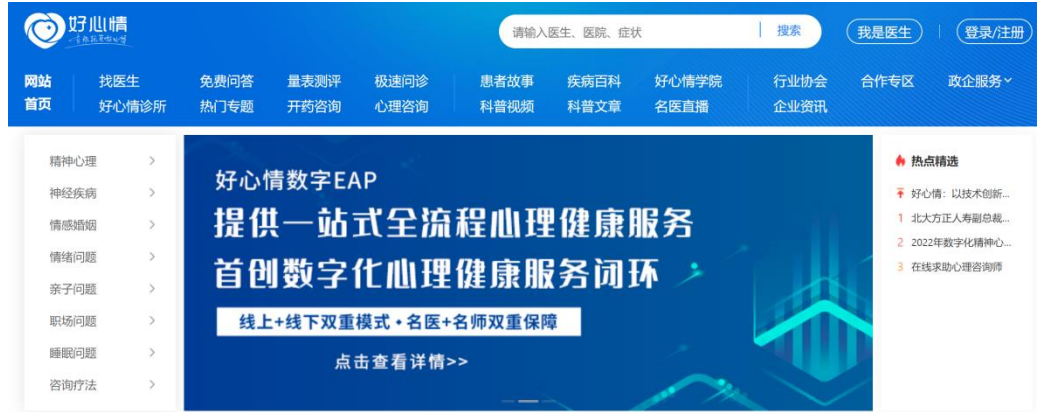 好心情
请输入医生、医院、症状
搜索
我是医生
登录/注册
网站 找医生 免费问答 量表测评 极速问诊 患者故事 疾病百科 好心情学院 行业协会 合作专区 政企服务
首页 好心情诊所 热门专题 开药咨询 心理咨询 科普视频 科普文章 名医直播 企业资讯
精神心理
神经疾病
情感婚姻
情绪问题
亲子问题
职场问题
睡眠问题
咨询疗法
好心情数字EAP
提供一站式全流程心理健康服务
首创数字化心理健康服务闭环
线上+线下双重模式·名医+名师双重保障
点击查看详情>>
热点精选
好心情：以技术创新...
1 北大方正人寿副总裁...
2 2022年数字化精神心...
3 在线求助心理咨询师